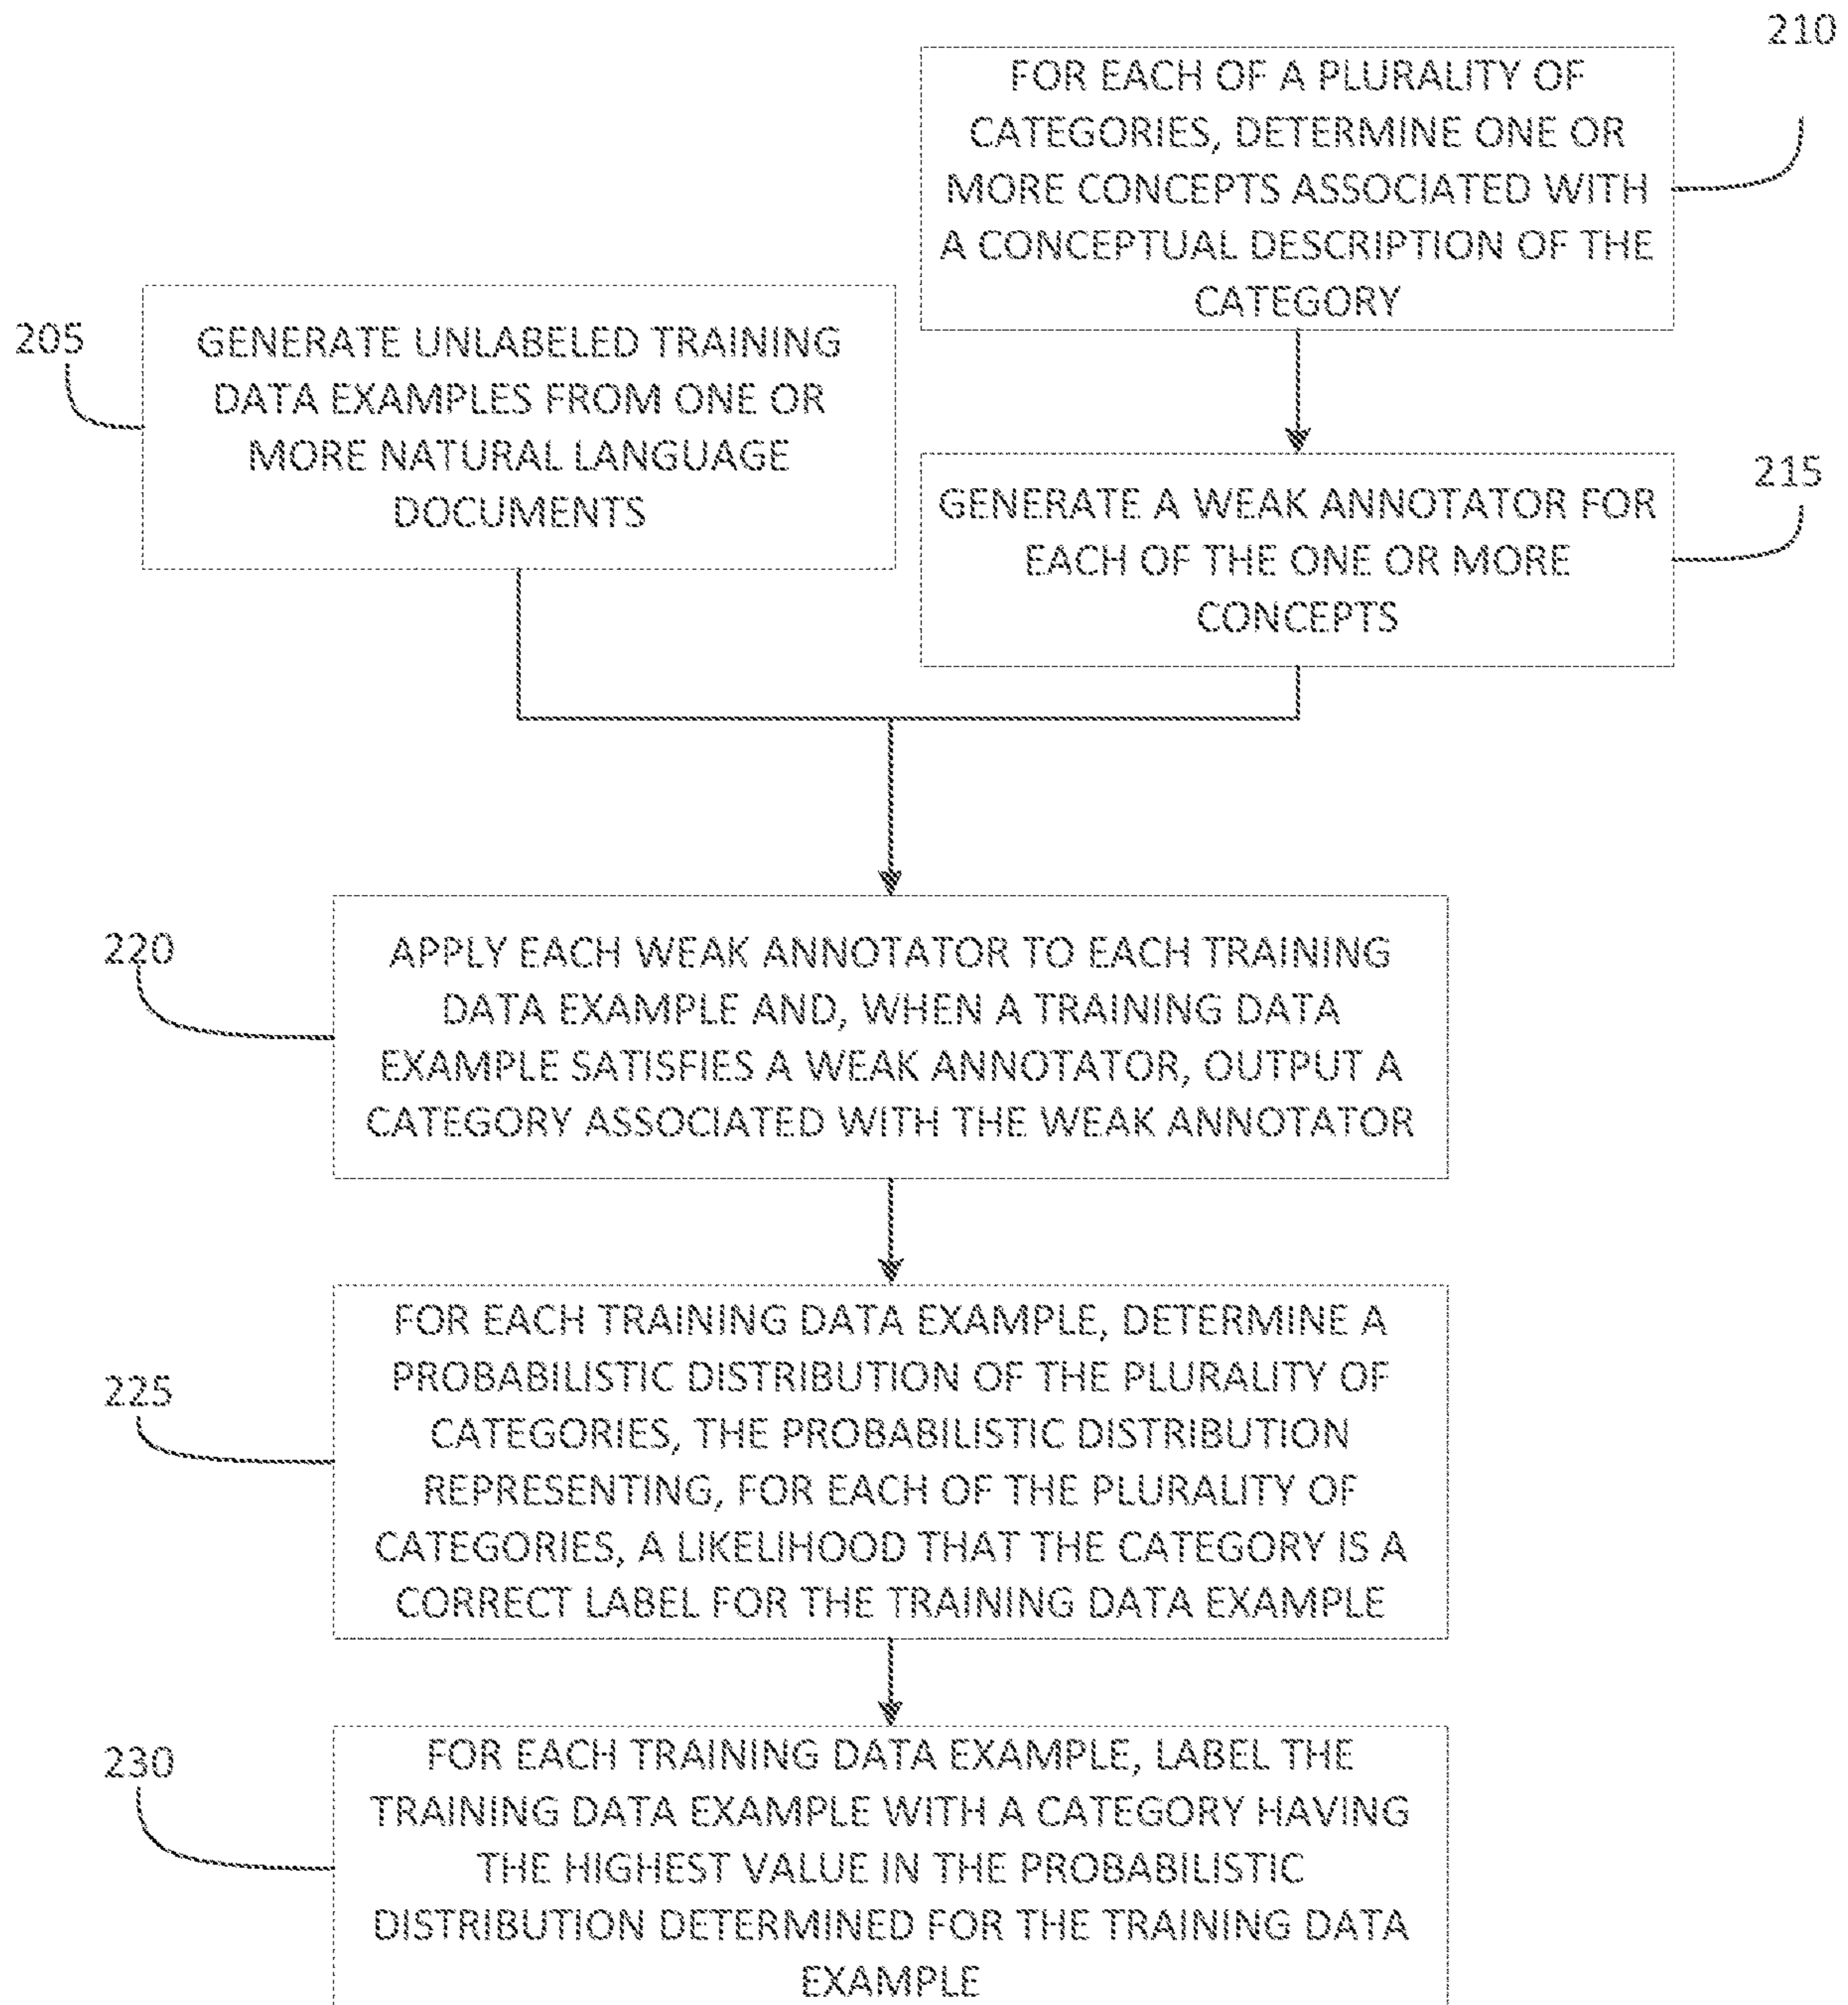 210
FOR EACH OF A PLURALITY OF
CATEGORIES, DETERMINE ONE OR
MORE CONCEPTS ASSOCIATED WITH
A CONCEPTUAL DESCRIPTION OF THE
CATEGORY
205
GENERATE UNLABELED TRAINING
DATA EXAMPLES FROM ONE OR
MORE NATURAL LANGUAGE
DOCUMENTS
215
GENERATE A WEAK ANNOTATOR FOR
EACH OF THE ONE OR MORE
CONCEPTS
220
APPLY EACH WEAK ANNOTATOR TO EACH TRAINING
DATA EXAMPLE AND, WHEN A TRAINING DATA
EXAMPLE SATISFIES A WEAK ANNOTATOR, OUTPUT A
CATEGORY ASSOCIATED WITH THE WEAK ANNOTATOR
225
FOR EACH TRAINING DATA EXAMPLE, DETERMINE A
PROBABILISTIC DISTRIBUTION OF THE PLURALITY OF
CATEGORIES, THE PROBABILISTIC DISTRIBUTION
REPRESENTING, FOR EACH OF THE PLURALITY OF
CATEGORIES, A LIKELIHOOD THAT THE CATEGORY IS A
CORRECT LABEL FOR THE TRAINING DATA EXAMPLE
230
FOR EACH TRAINING DATA EXAMPLE, LABEL THE
TRAINING DATA EXAMPLE WITH A CATEGORY HAVING
THE HIGHEST VALUE IN THE PROBABILISTIC
DISTRIBUTION DETERMINED FOR THE TRAINING DATA
EXAMPLE